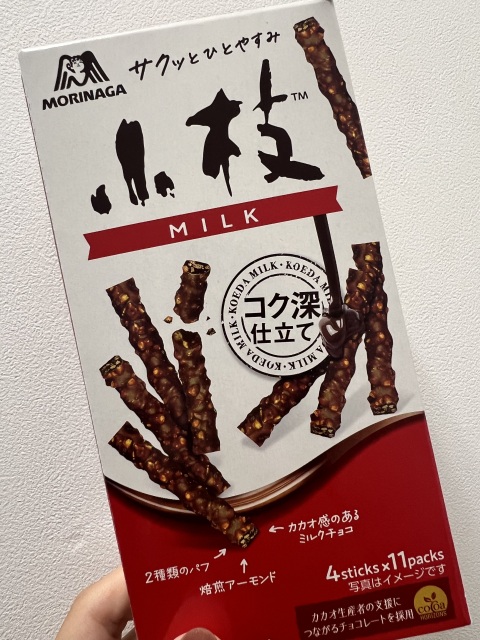 MORINAGA
サクッとひとやすみ
小枝™
MILK
KOEDA MILK・KOEDA MILK・KOEDA MILK
コク深
仕立て
カカオ感のある
ミルクチョコ
2種類のパフ
焙煎アーモンド
4sticks×11packs
写真はイメージです
カカオ生産者の支援に
つながるチョコレートを採用
cocoa
HORIZONS